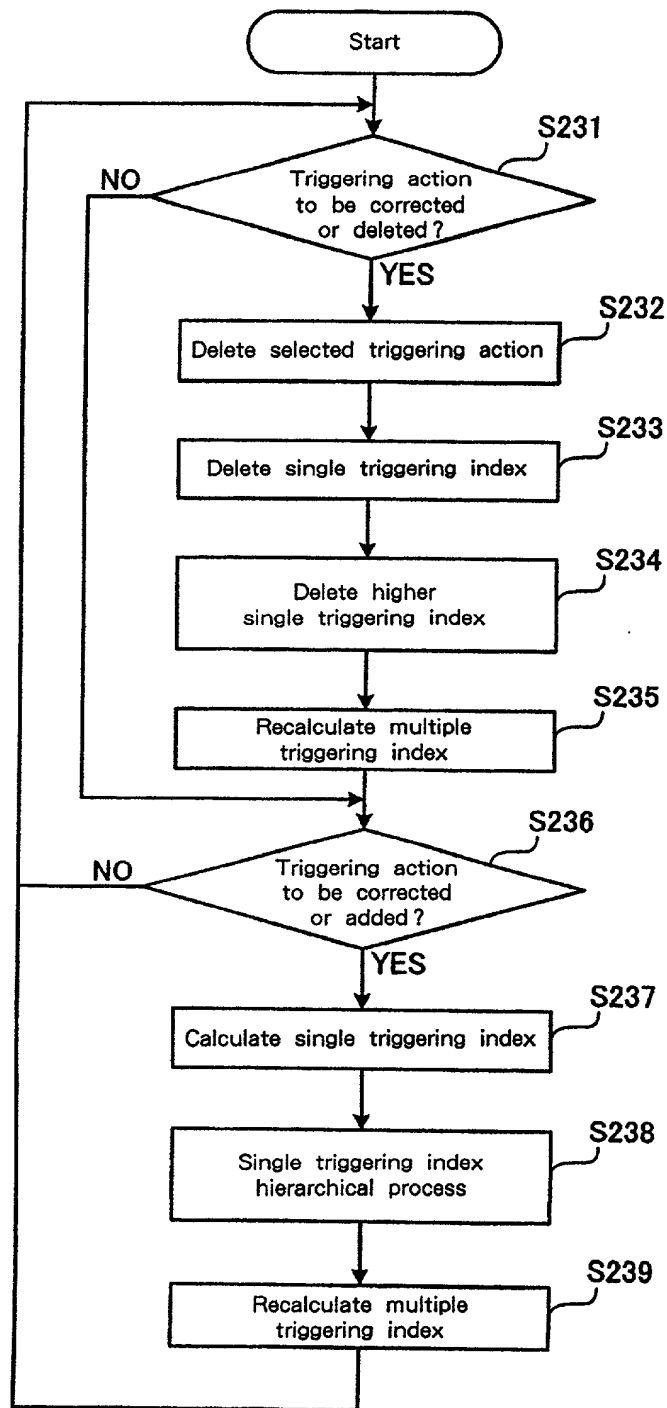 Start
S231
NO
Triggering action
to be corrected
or deleted?
YES
S232
Delete selected triggering action
S233
Delete single triggering index
S234
Delete higher
single triggering index
S235
Recalculate multiple
triggering index
S236
NO
Triggering action
to be corrected
or added?
YES
S237
Calculate single triggering index
S238
Single triggering index
hierarchical process
S239
Recalculate multiple
triggering index